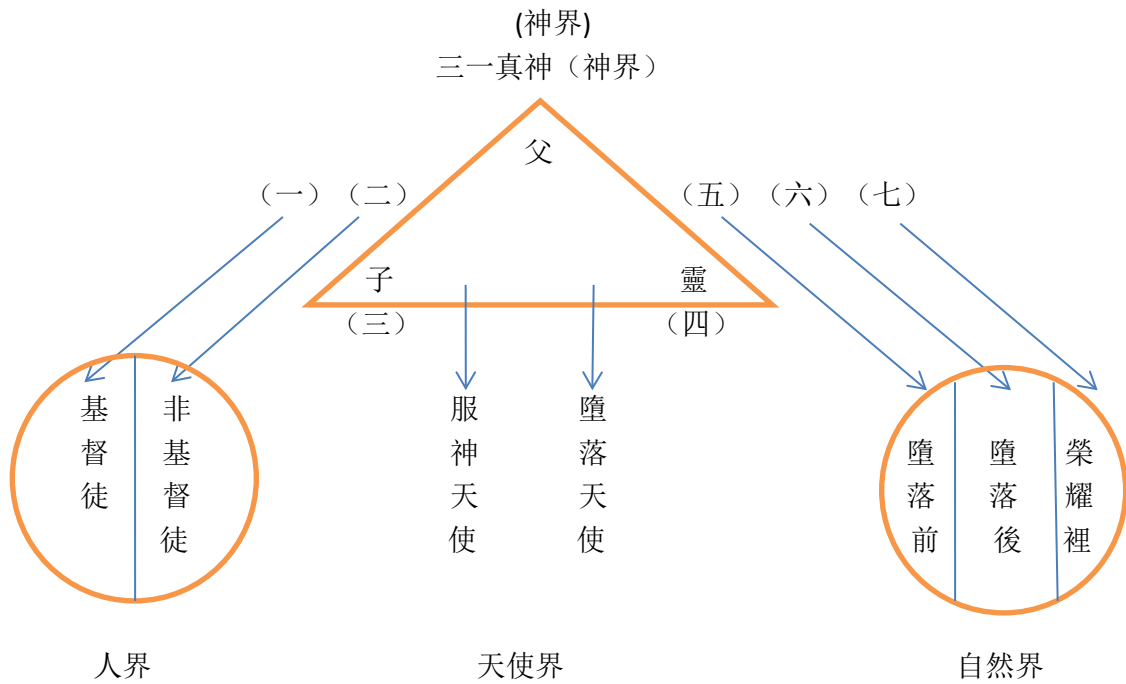 (神界)
三一真神（神界）
父
（一）（二）
（五）（六）（七）
子
靈
（三）
（四）
基督徒
非基督徒
服神天使
墮落天使
墮落前
墮落後
榮耀裡
人界
天使界
自然界